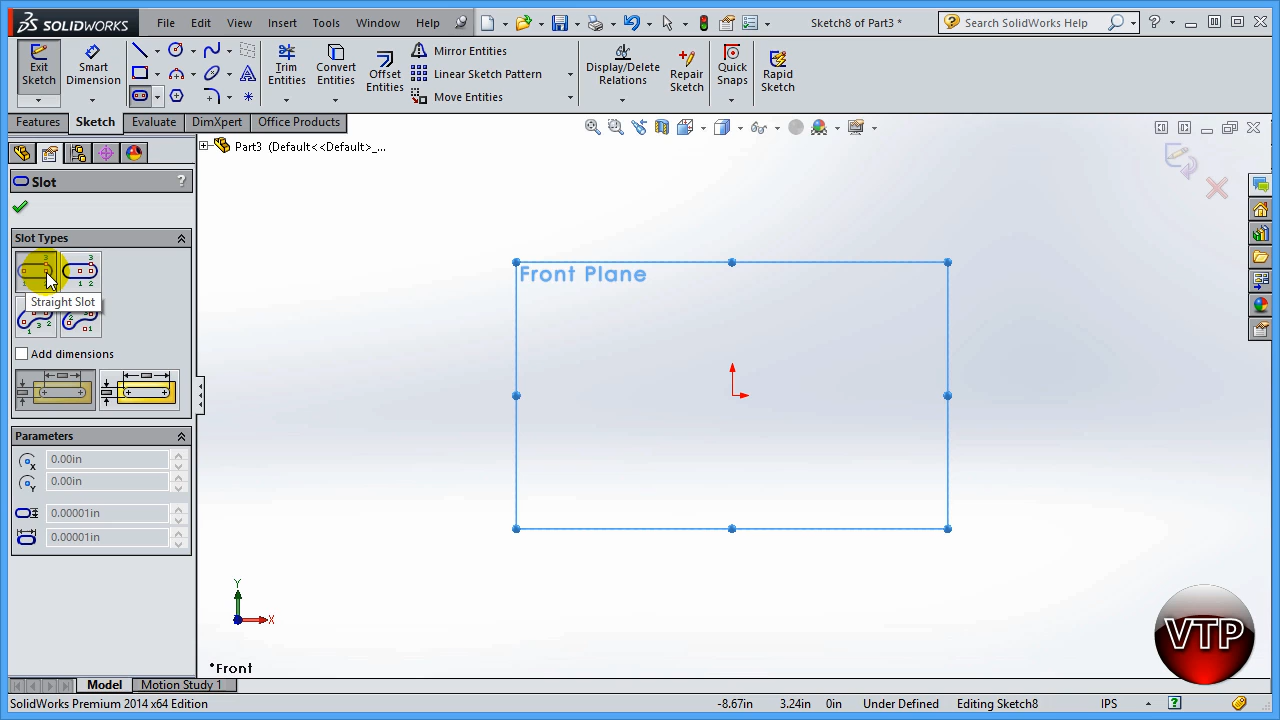 SOLIDWORKS File Edit View Insert Tools Window Help Sketch8 of Part3 * Search SolidWorks Help
Exit Sketch
Smart Dimension
Trim Entities
Convert Entities
Offset Entities
Mirror Entities
Linear Sketch Pattern
Move Entities
Display/Delete Relations
Repair Sketch
Quick Snaps
Rapid Sketch
Features Sketch Evaluate DimXpert Office Products
Part3 (Default<<Default>_...
Slot ?
Slot Types
Straight Slot
Add dimensions
Parameters
0.00in
0.00in
0.00001in
0.00001in
Front Plane
Y
X
*Front
VTP
Model Motion Study 1
SolidWorks Premium 2014 x64 Edition -8.67in 3.24in 0in Under Defined Editing Sketch8 IPS